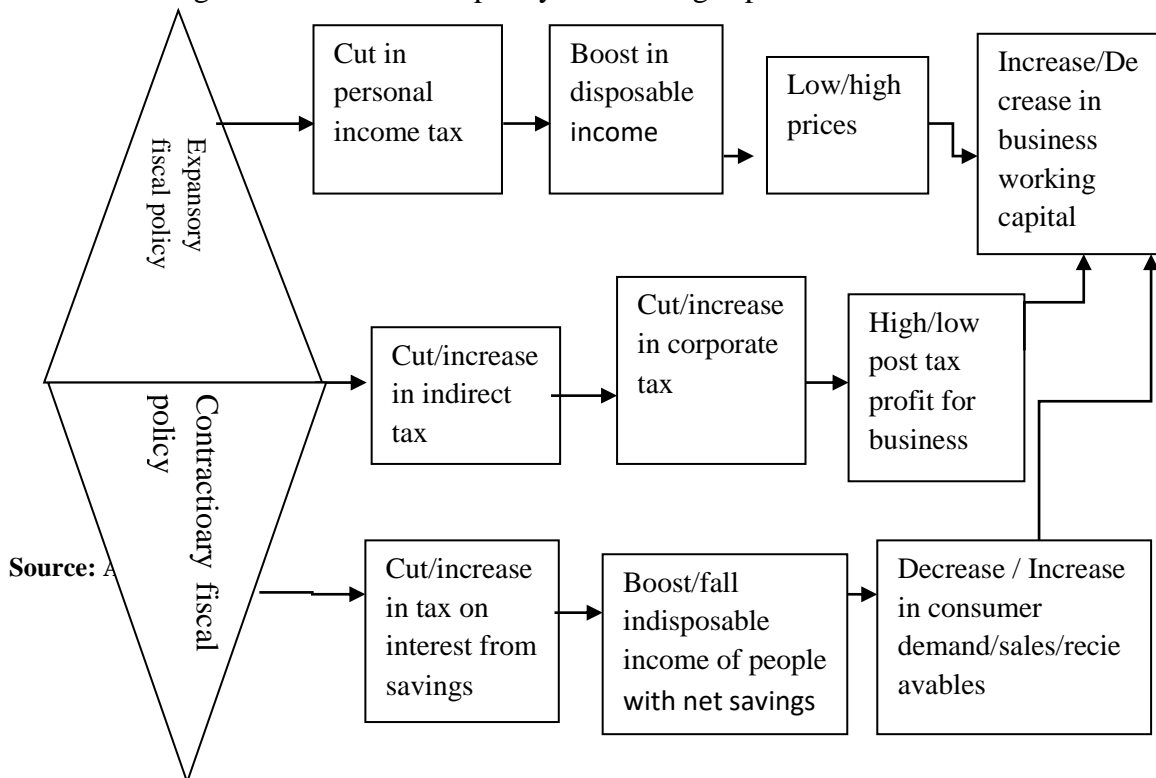 Cut in
personal
income tax
Boost in
disposable
income
Low/high
prices
Increase/De
crease in
business
working
capital
Expansory
fiscal policy
Cut/increase
in indirect
tax
Cut/increase
in corporate
tax
High/low
post tax
profit for
business
Contractioary fiscal
policy
Source:
Cut/increase
in tax on
interest from
savings
Boost/fall
indisposable
income of people
with net savings
Decrease / Increase
in consumer
demand/sales/recie
avables